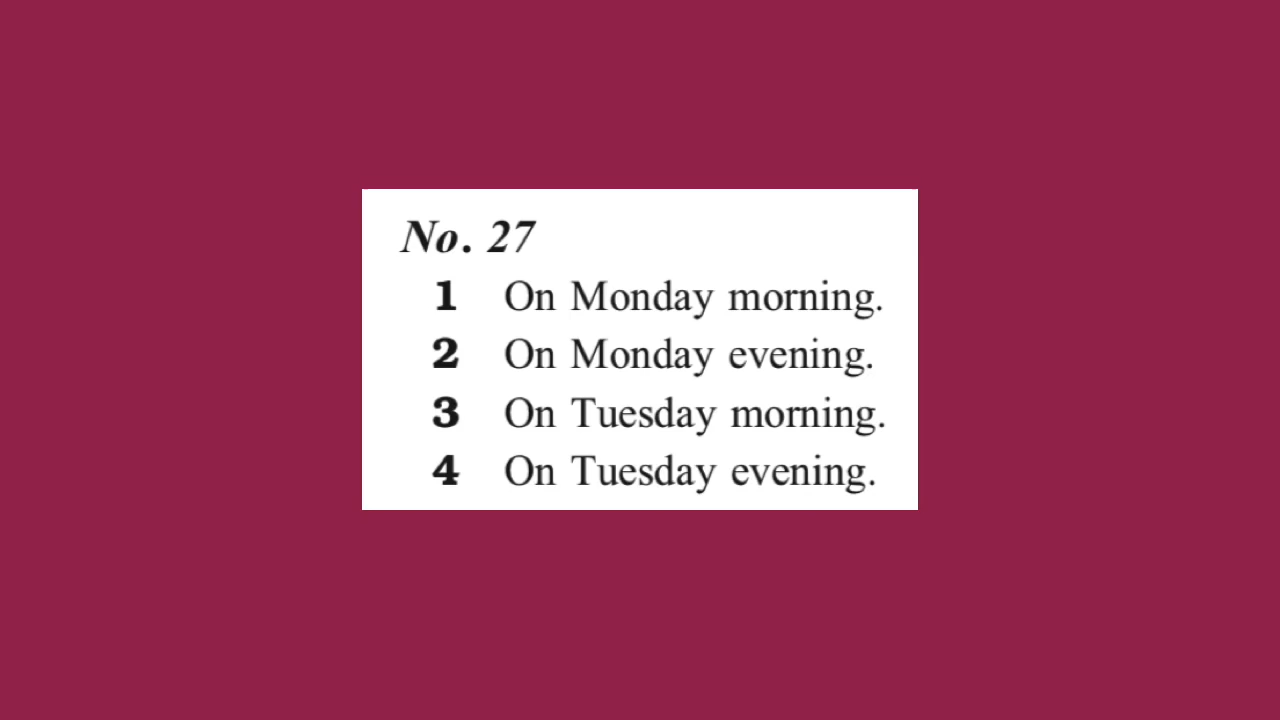 No. 27
1 On Monday morning.
2 On Monday evening.
3 On Tuesday morning.
4 On Tuesday evening.